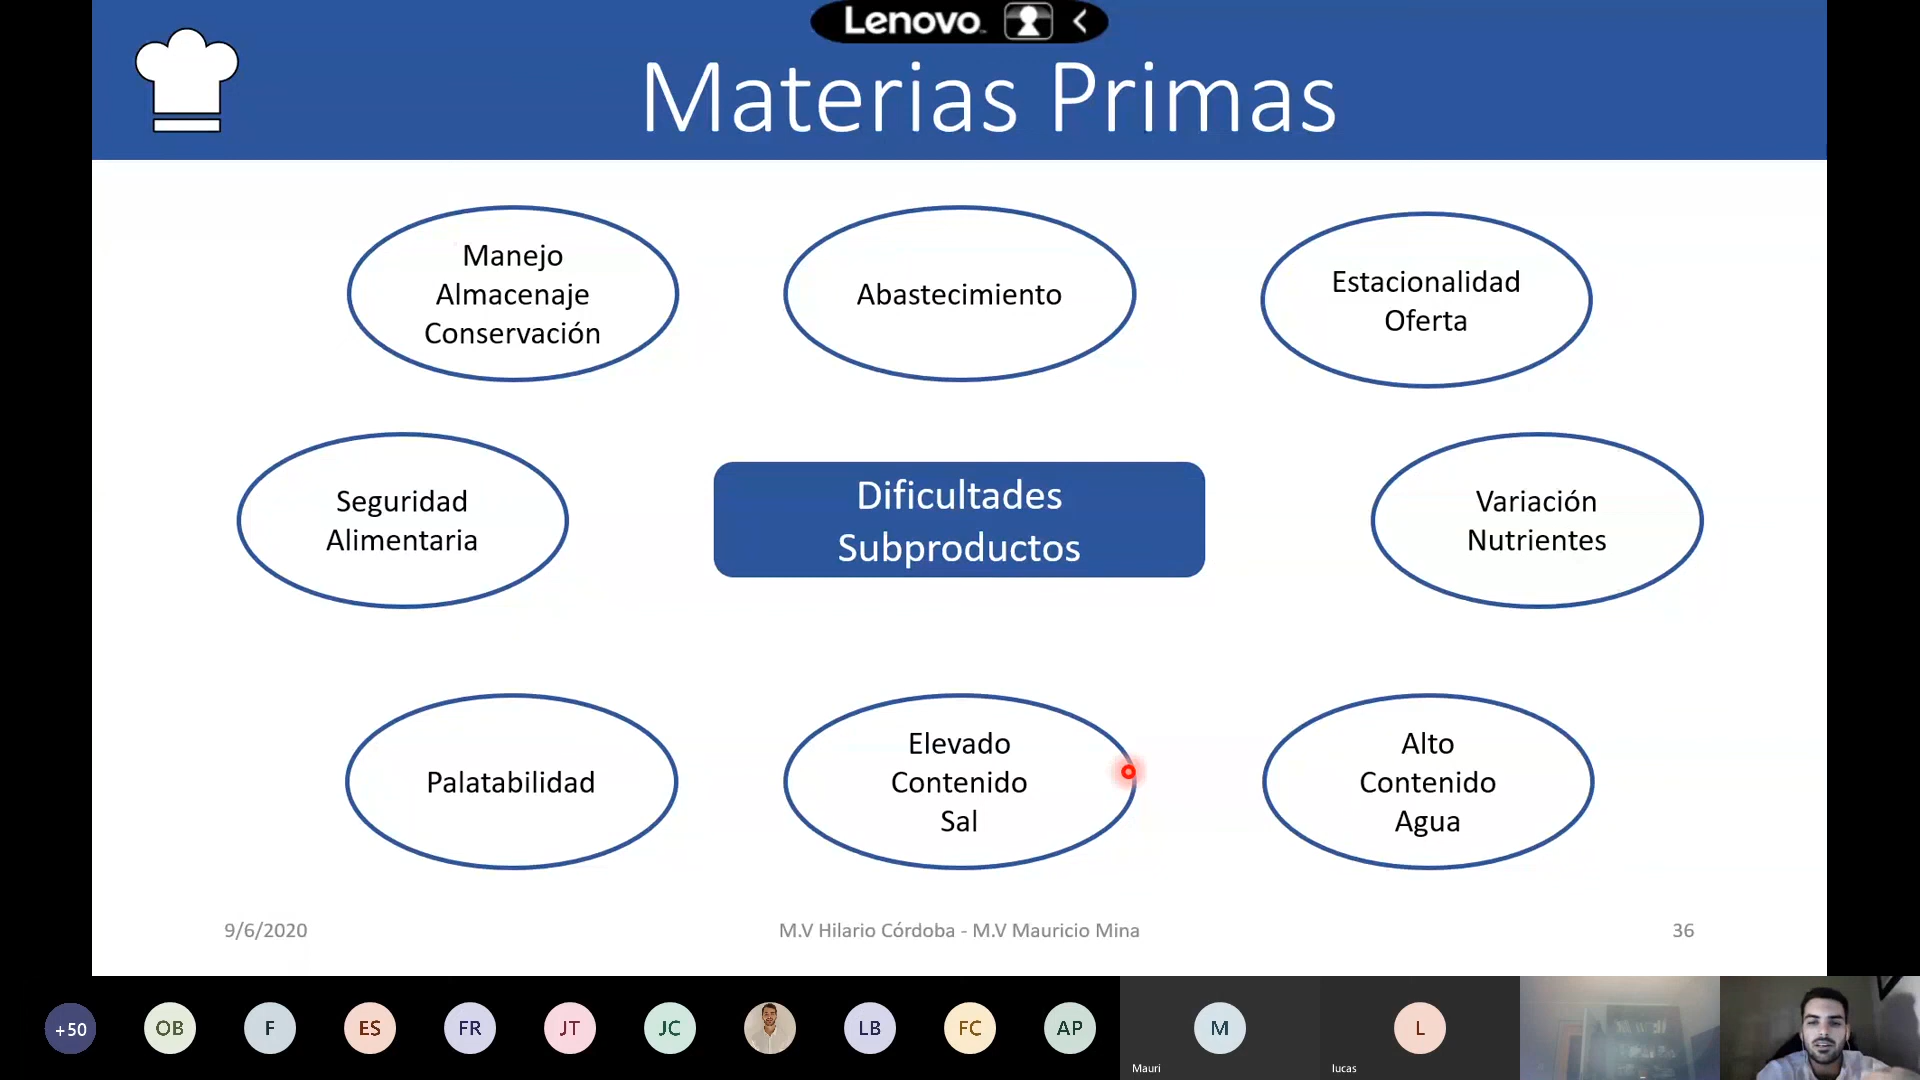 Lenovo
Materias Primas
Manejo
Almacenaje
Conservación
Abastecimiento
Estacionalidad
Oferta
Seguridad
Alimentaria
Dificultades
Subproductos
Variación
Nutrientes
Palatabilidad
Elevado
Contenido
Sal
Alto
Contenido
Agua
9/6/2020
M.V Hilario Córdoba - M.V Mauricio Mina
36
+50
OB
F
ES
FR
JT
JC
LB
FC
AP
M
Mauri
L
lucas